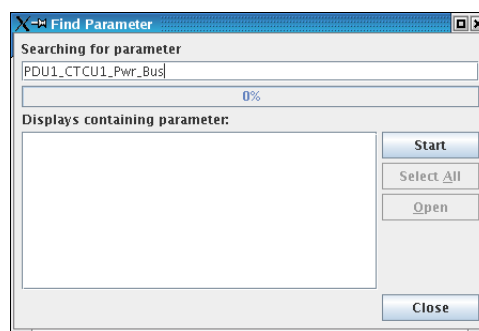 Find Parameter
Searching for parameter
PDU1_CTCU1_Pwr_Bus
0%
Displays containing parameter:
Start
Select All
Open
Close